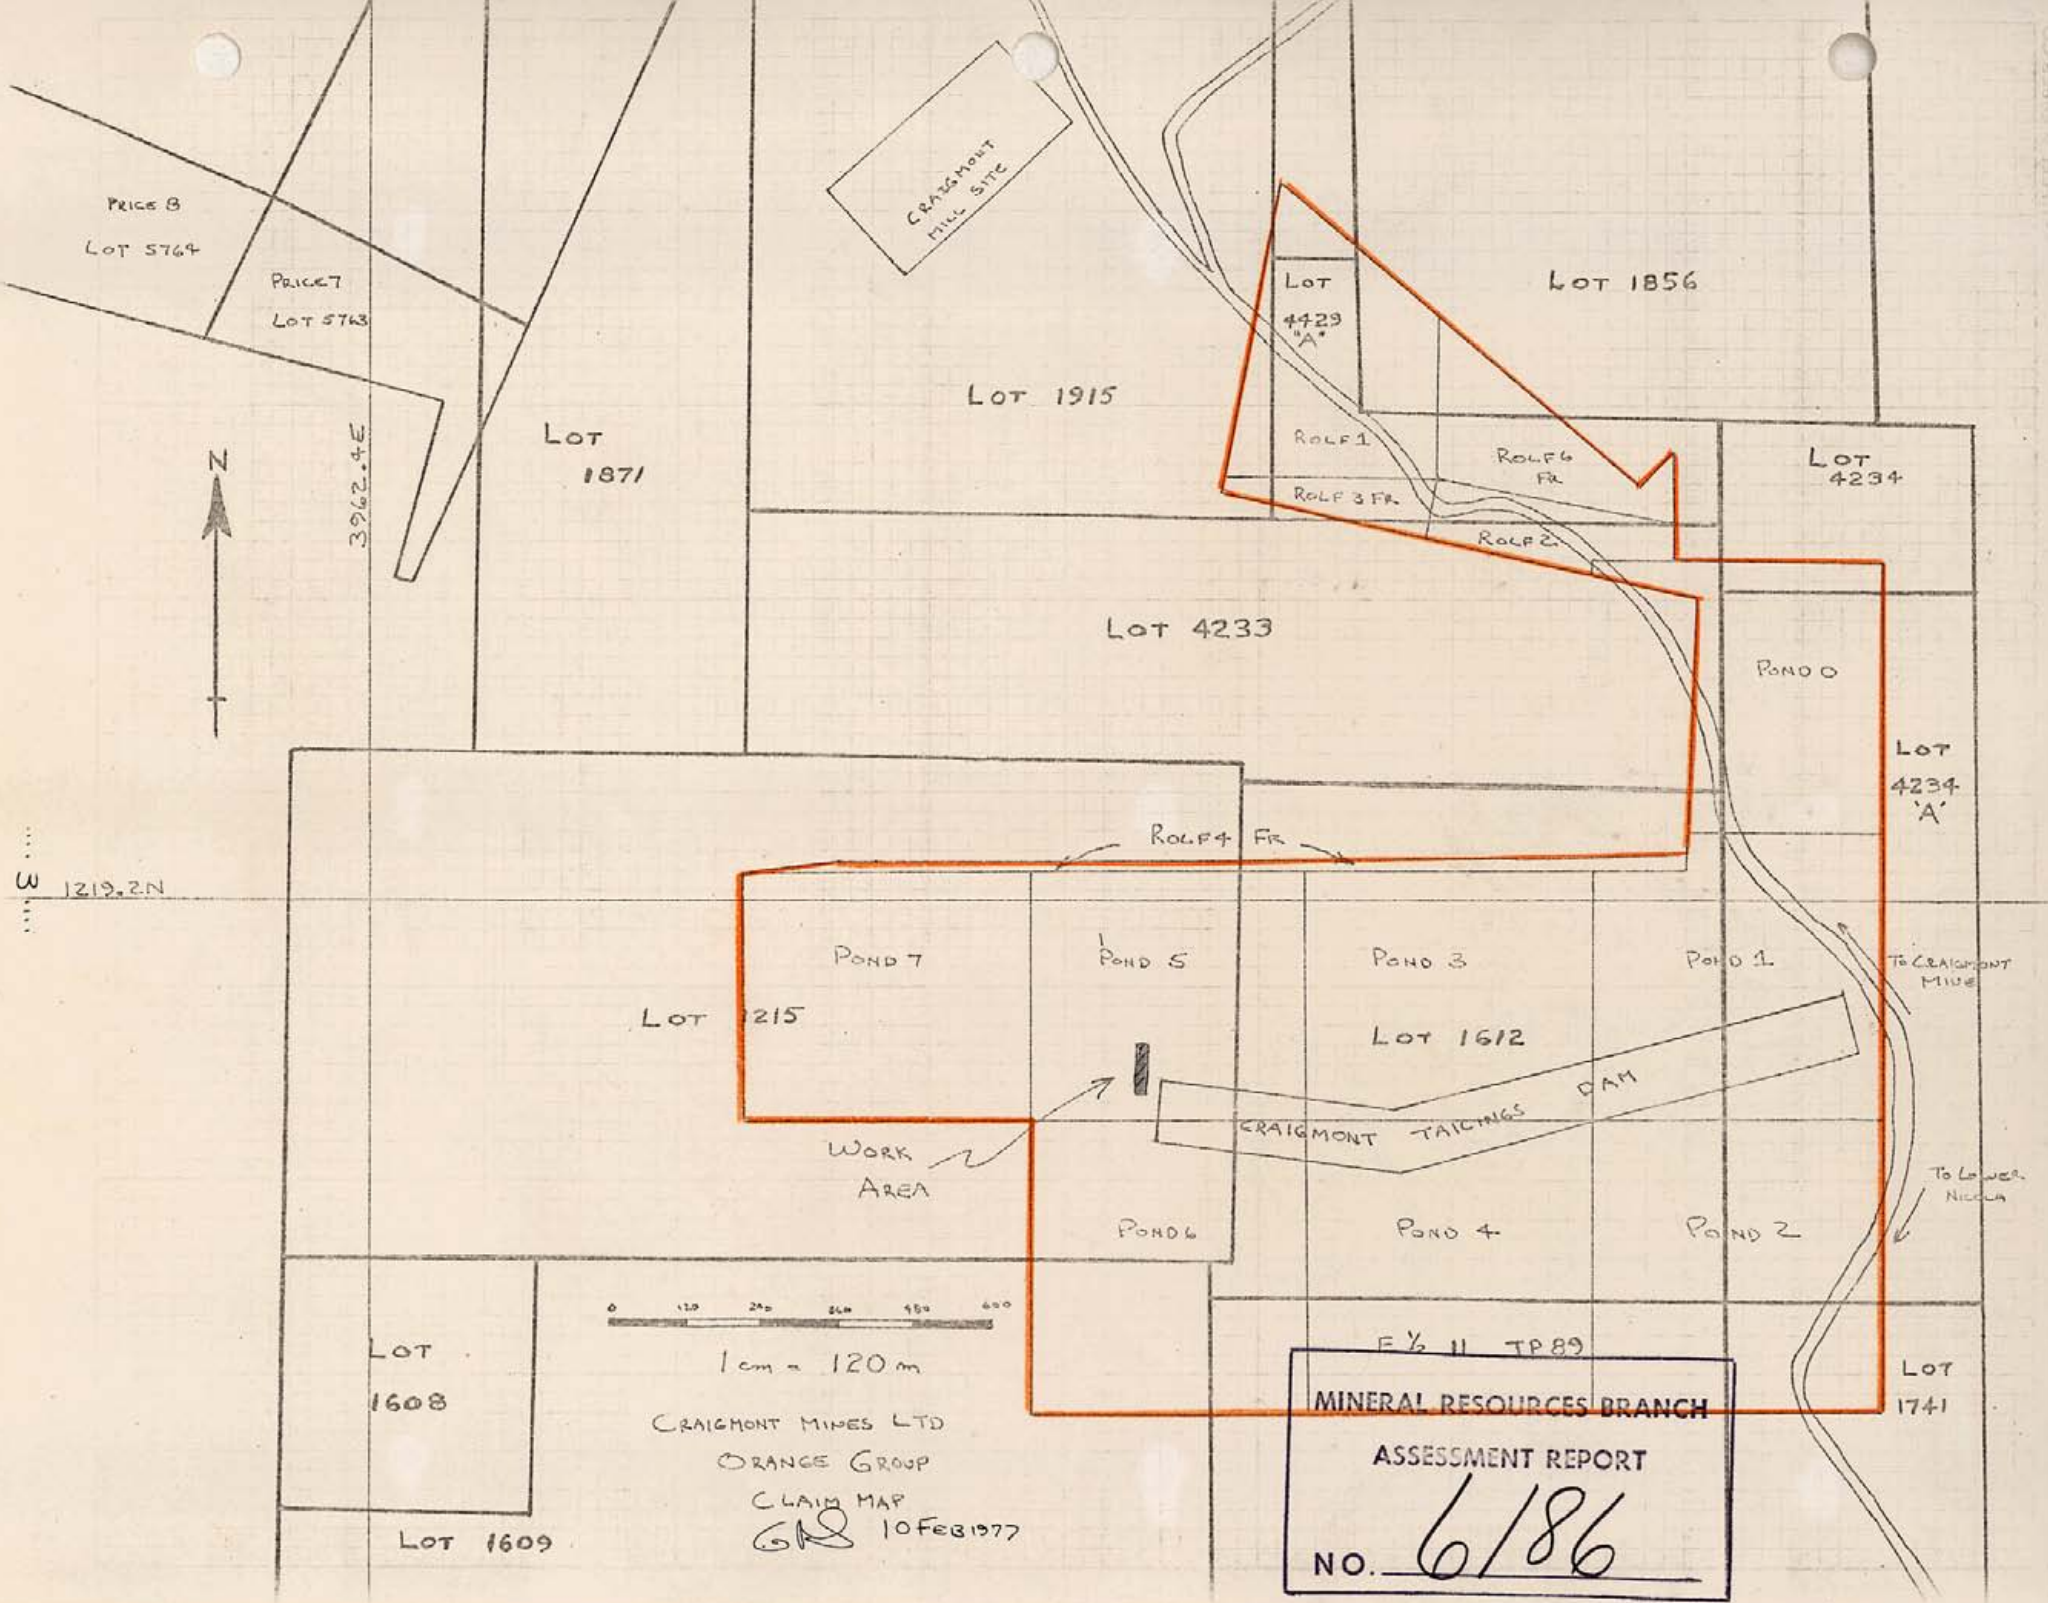 PRICE 8
LOT 5764
PRICE 7
LOT 5763
3962.4E
N
LOT
1871
CRAIGMONT
MILL SITE
LOT 1915
LOT
4429
"A"
LOT 1856
ROLF 1
ROLF 6
FR
ROLF 3 FR
ROLF 2
LOT
4234
LOT 4233
POND 0
LOT
4234
'A'
ROLF 4 FR
3
1219.2N
POND 7
POND 5
POND 3
POND 1
TO CRAIGMONT
MINE
LOT 1215
LOT 1612
DAM
CRAIGMONT TAILINGS
WORK
AREA
TO LOWER
NICOLA
POND 6
POND 4
POND 2
0 120 240 360 480 600
1 cm = 120 m
LOT
1608
E ½ 11 TP 89
LOT
1741
CRAIGMONT MINES LTD
ORANGE GROUP
CLAIM MAP
10 FEB 1977
LOT 1609
MINERAL RESOURCES BRANCH
ASSESSMENT REPORT
NO. 6186